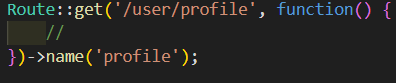 Route::get('/user/profile', function() {
    //
})->name('profile');